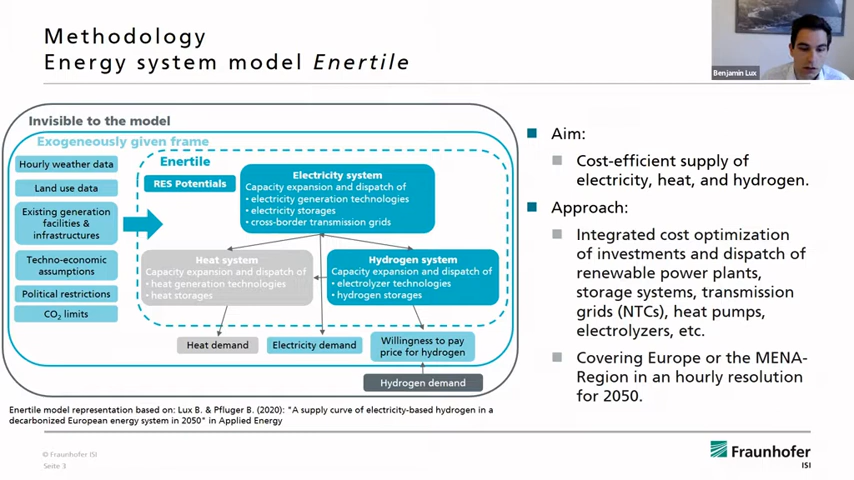 Methodology
Energy system model Enertile
Benjamin Lux
Invisible to the model
Exogeneously given frame
Hourly weather data
Land use data
Existing generation
facilities &
infrastructures
Techno-economic
assumptions
Political restrictions
CO2 limits
Enertile
RES Potentials
Electricity system
Capacity expansion and dispatch of
• electricity generation technologies
• electricity storages
• cross-border transmission grids
Heat system
Capacity expansion and dispatch of
• heat generation technologies
• heat storages
Hydrogen system
Capacity expansion and dispatch of
• electrolyzer technologies
• hydrogen storages
Heat demand
Electricity demand
Willingness to pay
price for hydrogen
Hydrogen demand
Enertile model representation based on: Lux B. & Pfluger B. (2020): "A supply curve of electricity-based hydrogen in a
decarbonized European energy system in 2050" in Applied Energy
Aim:
Cost-efficient supply of
electricity, heat, and hydrogen.
Approach:
Integrated cost optimization
of investments and dispatch of
renewable power plants,
storage systems, transmission
grids (NTCs), heat pumps,
electrolyzers, etc.
Covering Europe or the MENA-
Region in an hourly resolution
for 2050.
© Fraunhofer ISI
Seite 3
Fraunhofer
ISI